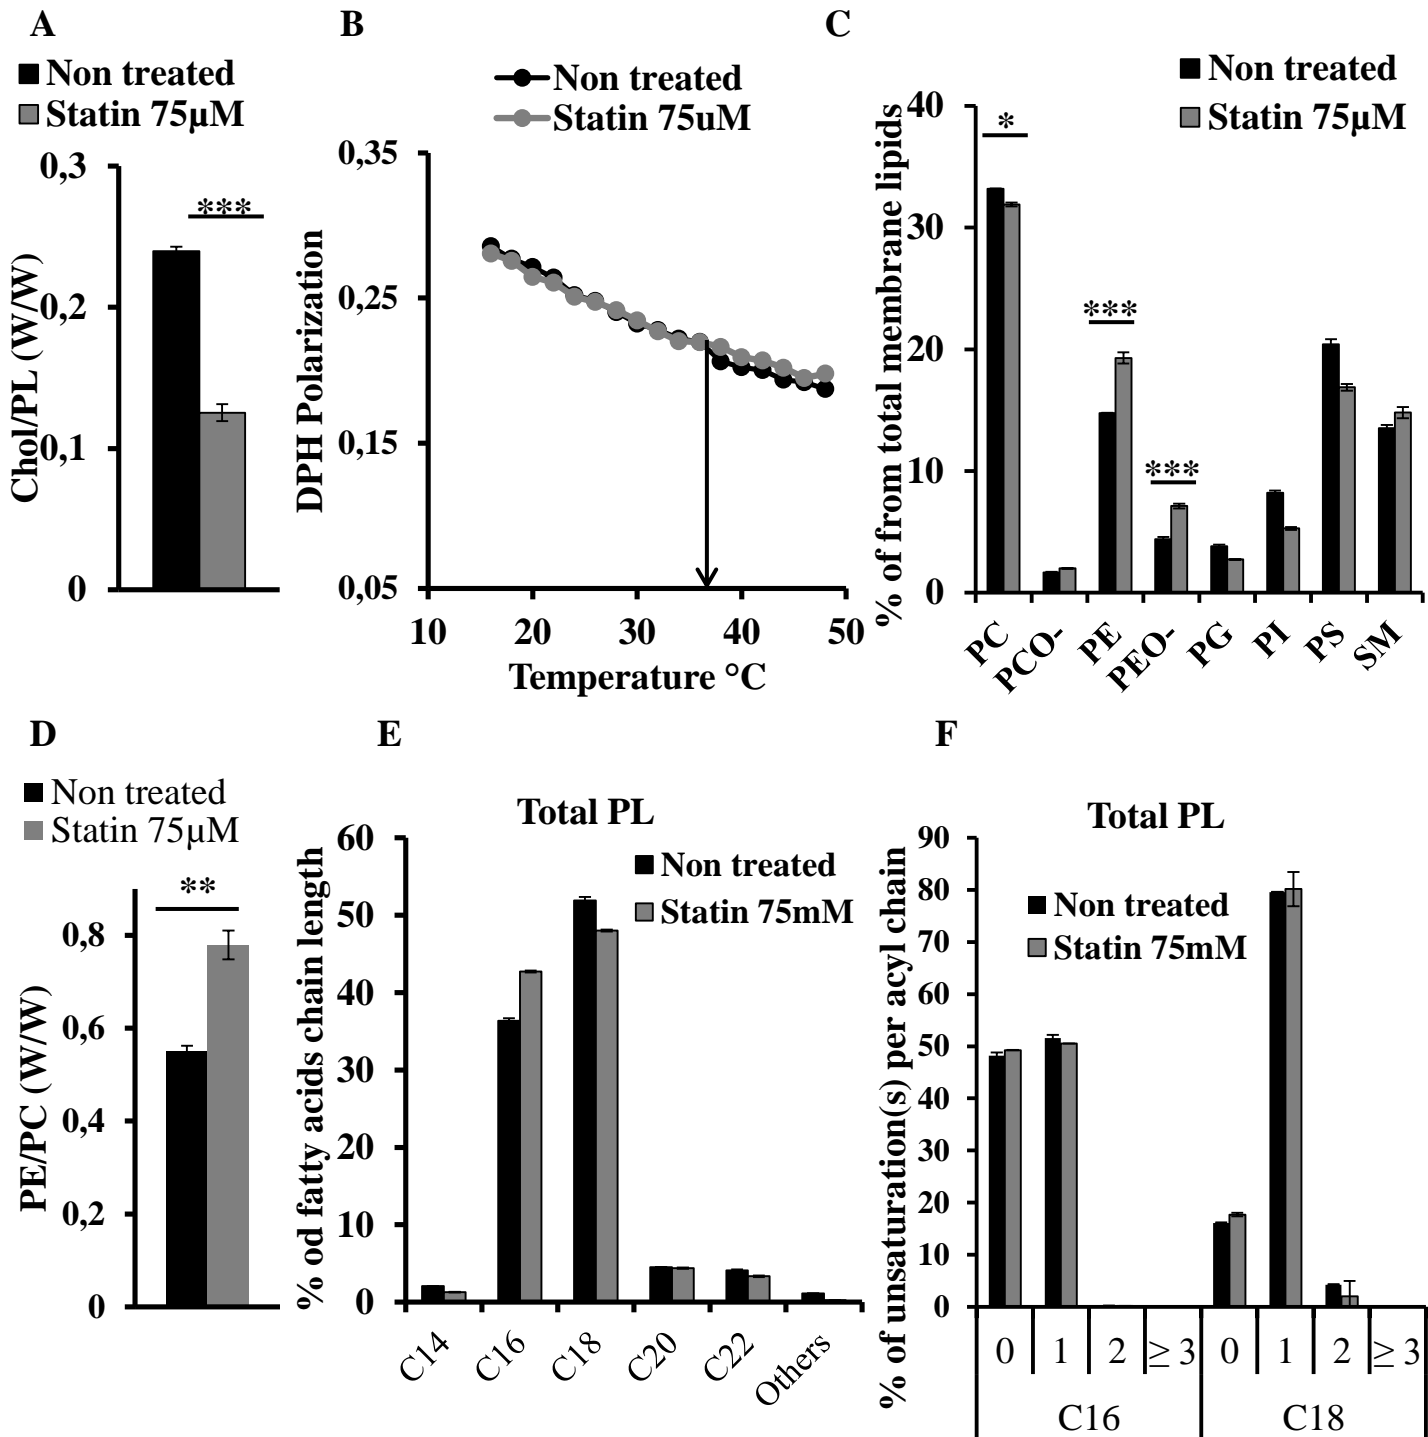 A
Non treated
Statin 75µM
0,3
0,2
0,1
0
Chol/PL (W/W)
***
B
Non treated
Statin 75uM
0,35
0,25
0,15
0,05
DPH Polarization
10 20 30 40 50
Temperature °C
C
Non treated
Statin 75µM
40
30
20
10
0
% of from total membrane lipids
*
***
***
PC PCO- PE PEO- PG PI PS SM
D
Non treated
Statin 75µM
**
0,8
0,6
0,4
0,2
0
PE/PC (W/W)
E
Total PL
Non treated
Statin 75mM
60
50
40
30
20
10
0
% od fatty acids chain length
C14 C16 C18 C20 C22 Others
F
Total PL
Non treated
Statin 75mM
90
80
70
60
50
40
30
20
10
0
% of unsaturation(s) per acyl chain
0 1 2 ≥ 3 0 1 2 ≥ 3
C16 C18